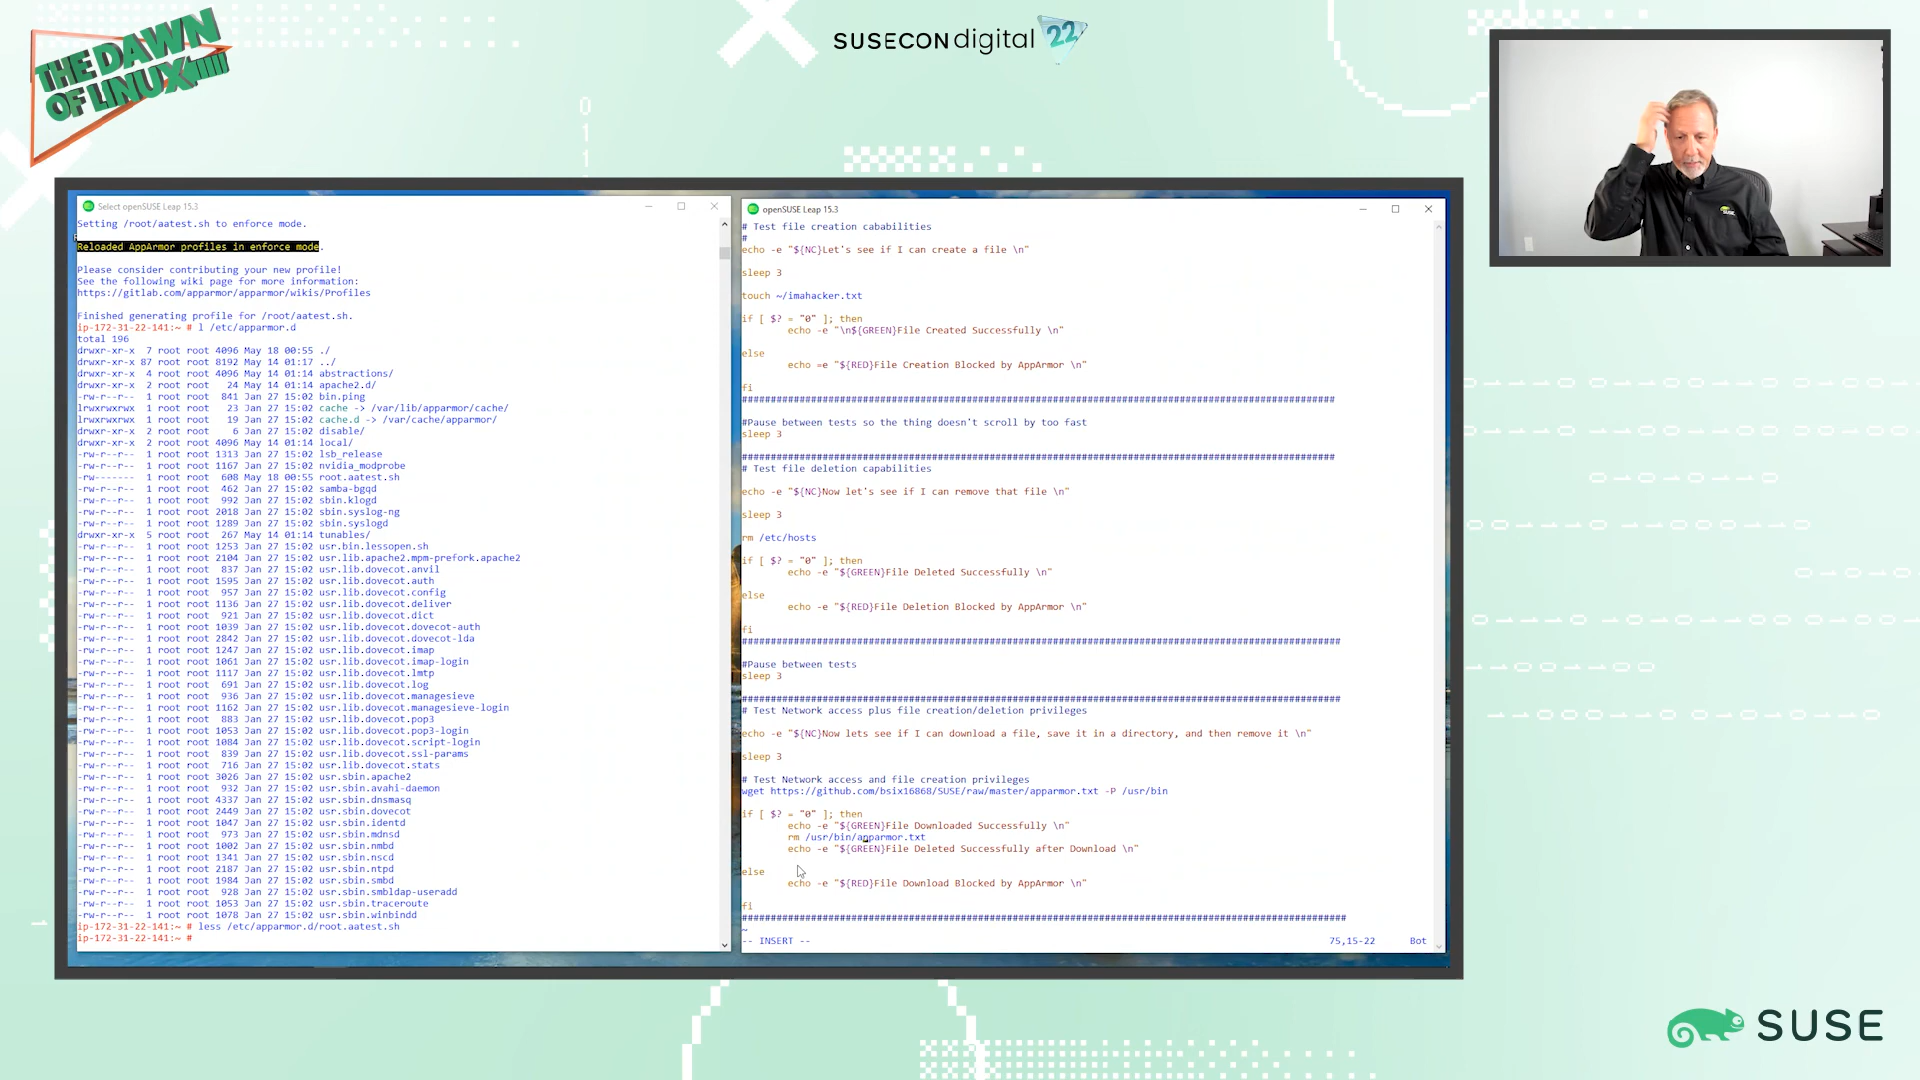 THE DAWN
OF LINUX
SUSECON digital 22
0
1
1
Select openSUSE Leap 15.3
Setting /root/aatest.sh to enforce mode.
Reloaded AppArmor profiles in enforce mode.
Please consider contributing your new profile!
See the following wiki page for more information:
https://gitlab.com/apparmor/apparmor/wikis/Profiles
Finished generating profile for /root/aatest.sh.
ip-172-31-22-141:~ # l /etc/apparmor.d
total 196
drwxr-xr-x  7 root root 4096 May 18 00:55 ./
drwxr-xr-x 87 root root 8192 May 14 01:17 ../
drwxr-xr-x  4 root root 4096 May 14 01:14 abstractions/
drwxr-xr-x  2 root root   24 May 14 01:14 apache2.d/
-rw-r--r--  1 root root  841 Jan 27 15:02 bin.ping
lrwxrwxrwx  1 root root   23 Jan 27 15:02 cache -> /var/lib/apparmor/cache/
lrwxrwxrwx  1 root root   19 Jan 27 15:02 cache.d -> /var/cache/apparmor/
drwxr-xr-x  2 root root    6 Jan 27 15:02 disable/
drwxr-xr-x  2 root root 4096 May 14 01:14 local/
-rw-r--r--  1 root root 1313 Jan 27 15:02 lsb_release
-rw-r--r--  1 root root 1167 Jan 27 15:02 nvidia_modprobe
-rw-------  1 root root  608 May 18 00:55 root.aatest.sh
-rw-r--r--  1 root root  462 Jan 27 15:02 samba-bgqd
-rw-r--r--  1 root root  992 Jan 27 15:02 sbin.klogd
-rw-r--r--  1 root root 2018 Jan 27 15:02 sbin.syslog-ng
-rw-r--r--  1 root root 1289 Jan 27 15:02 sbin.syslogd
drwxr-xr-x  5 root root  267 May 14 01:14 tunables/
-rw-r--r--  1 root root 1253 Jan 27 15:02 usr.bin.lessopen.sh
-rw-r--r--  1 root root 2104 Jan 27 15:02 usr.lib.apache2.mpm-prefork.apache2
-rw-r--r--  1 root root  837 Jan 27 15:02 usr.lib.dovecot.anvil
-rw-r--r--  1 root root 1595 Jan 27 15:02 usr.lib.dovecot.auth
-rw-r--r--  1 root root  957 Jan 27 15:02 usr.lib.dovecot.config
-rw-r--r--  1 root root 1136 Jan 27 15:02 usr.lib.dovecot.deliver
-rw-r--r--  1 root root  921 Jan 27 15:02 usr.lib.dovecot.dict
-rw-r--r--  1 root root 1039 Jan 27 15:02 usr.lib.dovecot.dovecot-auth
-rw-r--r--  1 root root 2842 Jan 27 15:02 usr.lib.dovecot.dovecot-lda
-rw-r--r--  1 root root 1247 Jan 27 15:02 usr.lib.dovecot.imap
-rw-r--r--  1 root root 1061 Jan 27 15:02 usr.lib.dovecot.imap-login
-rw-r--r--  1 root root 1117 Jan 27 15:02 usr.lib.dovecot.lmtp
-rw-r--r--  1 root root  691 Jan 27 15:02 usr.lib.dovecot.log
-rw-r--r--  1 root root  936 Jan 27 15:02 usr.lib.dovecot.managesieve
-rw-r--r--  1 root root 1162 Jan 27 15:02 usr.lib.dovecot.managesieve-login
-rw-r--r--  1 root root  883 Jan 27 15:02 usr.lib.dovecot.pop3
-rw-r--r--  1 root root 1053 Jan 27 15:02 usr.lib.dovecot.pop3-login
-rw-r--r--  1 root root 1084 Jan 27 15:02 usr.lib.dovecot.script-login
-rw-r--r--  1 root root  839 Jan 27 15:02 usr.lib.dovecot.ssl-params
-rw-r--r--  1 root root  716 Jan 27 15:02 usr.lib.dovecot.stats
-rw-r--r--  1 root root 3026 Jan 27 15:02 usr.sbin.apache2
-rw-r--r--  1 root root  932 Jan 27 15:02 usr.sbin.avahi-daemon
-rw-r--r--  1 root root 4337 Jan 27 15:02 usr.sbin.dnsmasq
-rw-r--r--  1 root root 2449 Jan 27 15:02 usr.sbin.dovecot
-rw-r--r--  1 root root 1047 Jan 27 15:02 usr.sbin.identd
-rw-r--r--  1 root root  973 Jan 27 15:02 usr.sbin.mdnsd
-rw-r--r--  1 root root 1002 Jan 27 15:02 usr.sbin.nmbd
-rw-r--r--  1 root root 1341 Jan 27 15:02 usr.sbin.nscd
-rw-r--r--  1 root root 2187 Jan 27 15:02 usr.sbin.ntpd
-rw-r--r--  1 root root 1984 Jan 27 15:02 usr.sbin.smbd
-rw-r--r--  1 root root  928 Jan 27 15:02 usr.sbin.smbldap-useradd
-rw-r--r--  1 root root 1053 Jan 27 15:02 usr.sbin.traceroute
-rw-r--r--  1 root root 1078 Jan 27 15:02 usr.sbin.winbindd
ip-172-31-22-141:~ # less /etc/apparmor.d/root.aatest.sh
ip-172-31-22-141:~ #
openSUSE Leap 15.3
# Test file creation cababilities
#
echo -e "${NC}Let's see if I can create a file \n"
sleep 3
touch ~/imahacker.txt
if [ $? = "0" ]; then
echo -e "\n${GREEN}File Created Successfully \n"
else
echo =e "${RED}File Creation Blocked by AppArmor \n"
fi
#######################################################################################################
#Pause between tests so the thing doesn't scroll by too fast
sleep 3
#######################################################################################################
# Test file deletion capabilities
echo -e "${NC}Now let's see if I can remove that file \n"
sleep 3
rm /etc/hosts
if [ $? = "0" ]; then
echo -e "${GREEN}File Deleted Successfully \n"
else
echo -e "${RED}File Deletion Blocked by AppArmor \n"
fi
########################################################################################################
#Pause between tests
sleep 3
########################################################################################################
# Test Network access plus file creation/deletion privileges
echo -e "${NC}Now lets see if I can download a file, save it in a directory, and then remove it \n"
sleep 3
# Test Network access and file creation privileges
wget https://github.com/bsix16868/SUSE/raw/master/apparmor.txt -P /usr/bin
if [ $? = "0" ]; then
echo -e "${GREEN}File Downloaded Successfully \n"
rm /usr/bin/apparmor.txt
echo -e "${GREEN}File Deleted Successfully after Download \n"
else
echo -e "${RED}File Download Blocked by AppArmor \n"
fi
#########################################################################################################
~
-- INSERT -- 75,15-22 Bot
SUSE